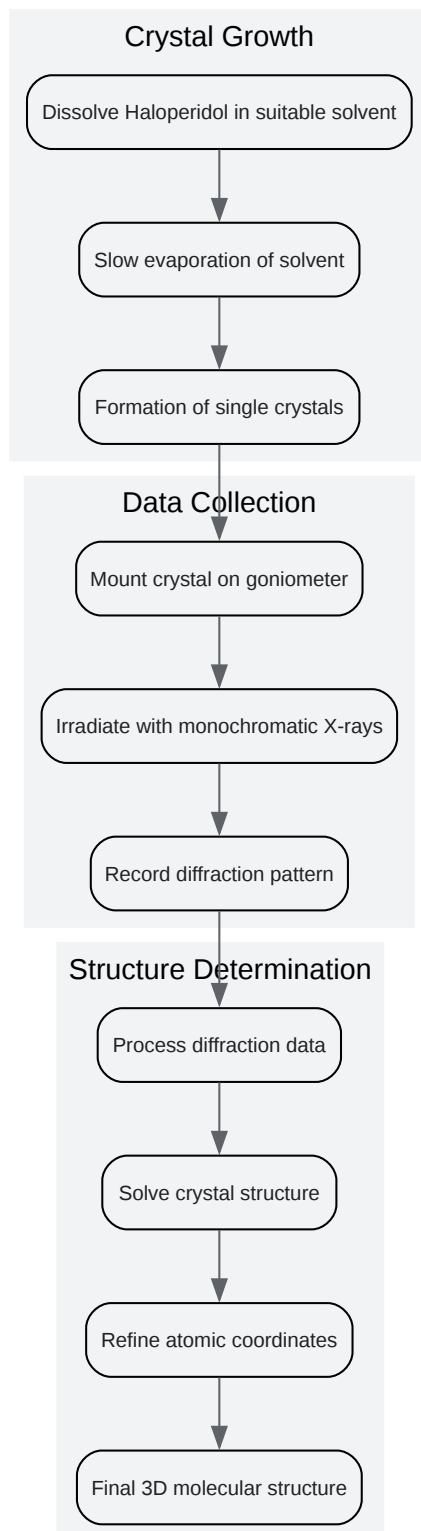 Crystal Growth
Dissolve Haloperidol in suitable solvent
Slow evaporation of solvent
Formation of single crystals
Data Collection
Mount crystal on goniometer
Irradiate with monochromatic X-rays
Record diffraction pattern
Structure Determination
Process diffraction data
Solve crystal structure
Refine atomic coordinates
Final 3D molecular structure